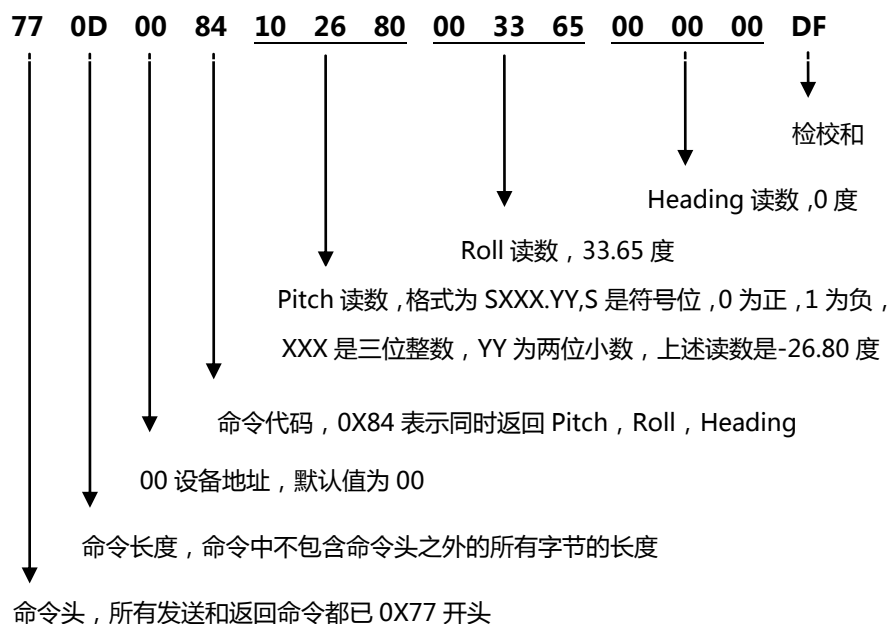 77 0D 00 84 10 26 80 00 33 65 00 00 00 DF
检校和
Heading 读数 ,0 度
Roll 读数 , 33.65 度
Pitch 读数 ,格式为 SXXX.YY,S 是符号位 ,0 为正 ,1 为负 ,
XXX 是三位整数 , YY 为两位小数 , 上述读数是-26.80 度
命令代码 , 0X84 表示同时返回 Pitch , Roll , Heading
00 设备地址 , 默认值为 00
命令长度 , 命令中不包含命令头之外的所有字节的长度
命令头 , 所有发送和返回命令都已 0X77 开头